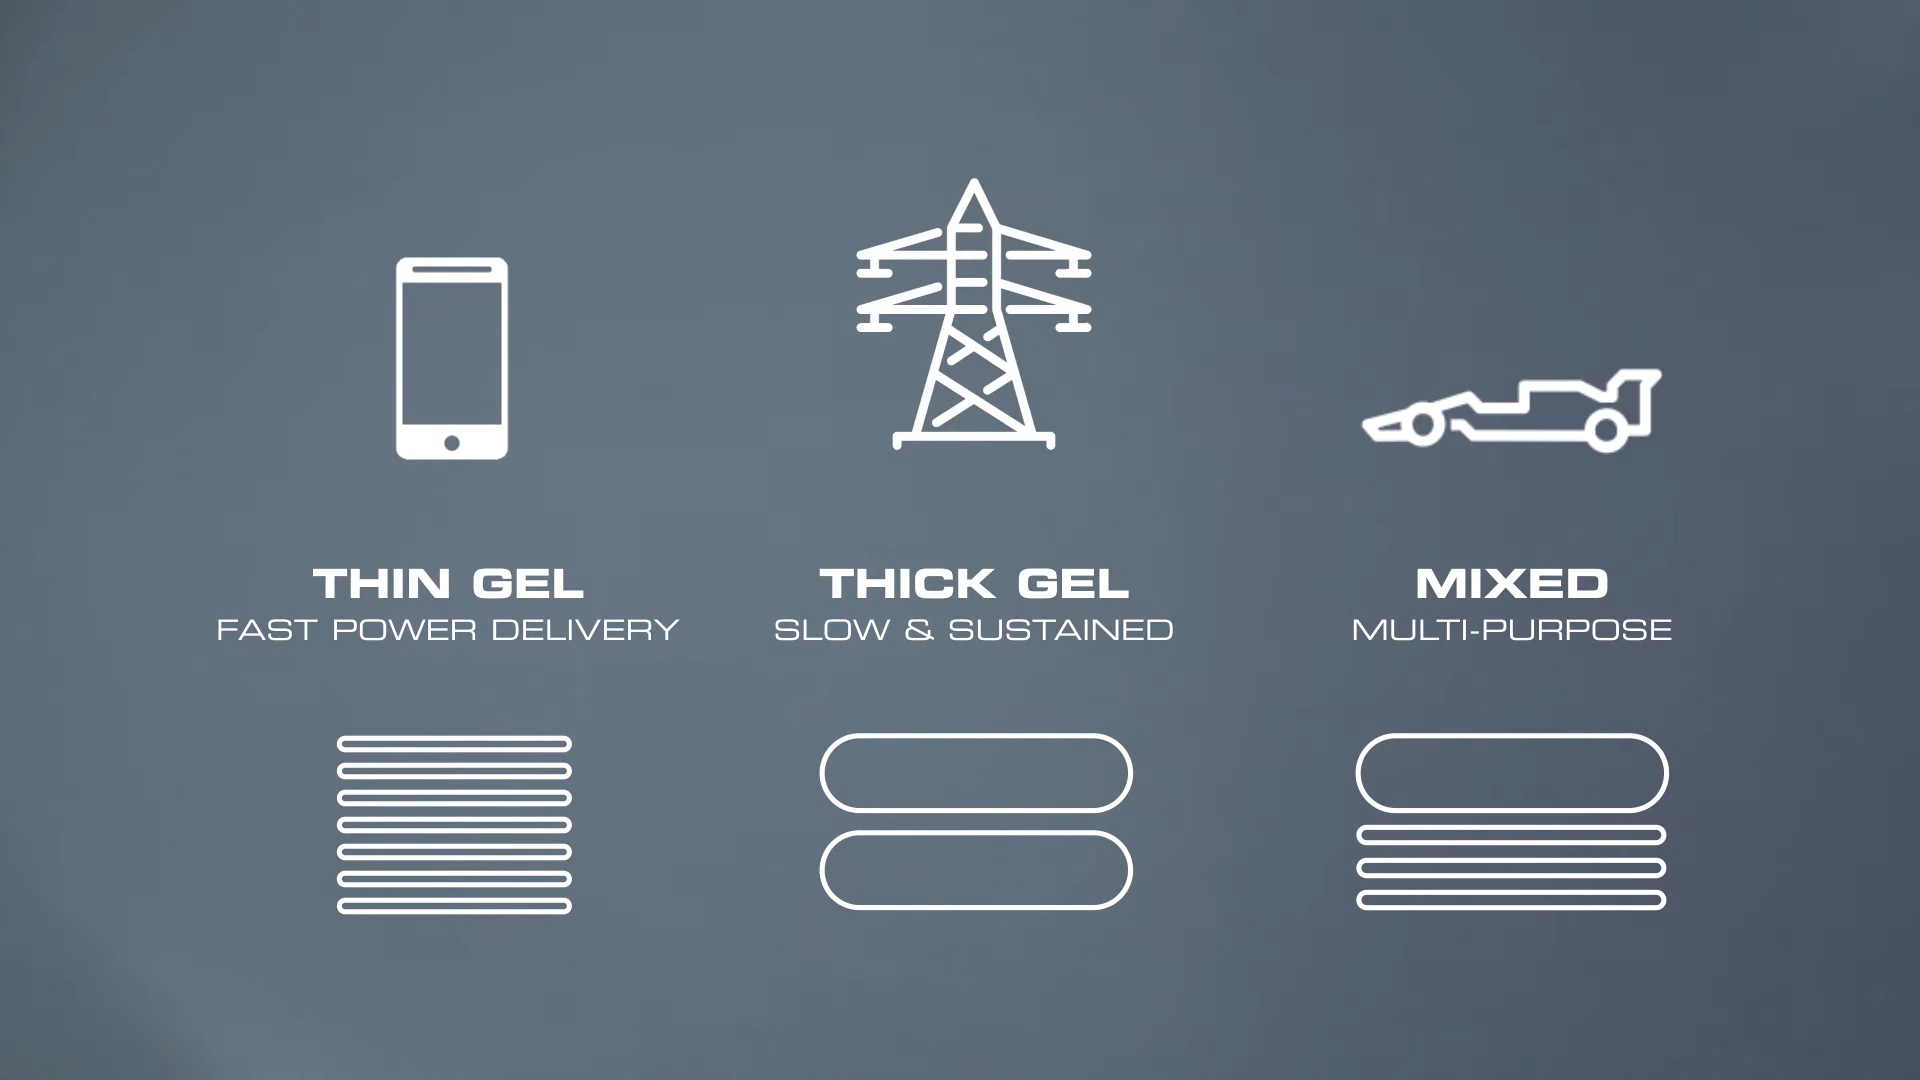 THIN GEL
FAST POWER DELIVERY
THICK GEL
SLOW & SUSTAINED
MIXED
MULTI-PURPOSE